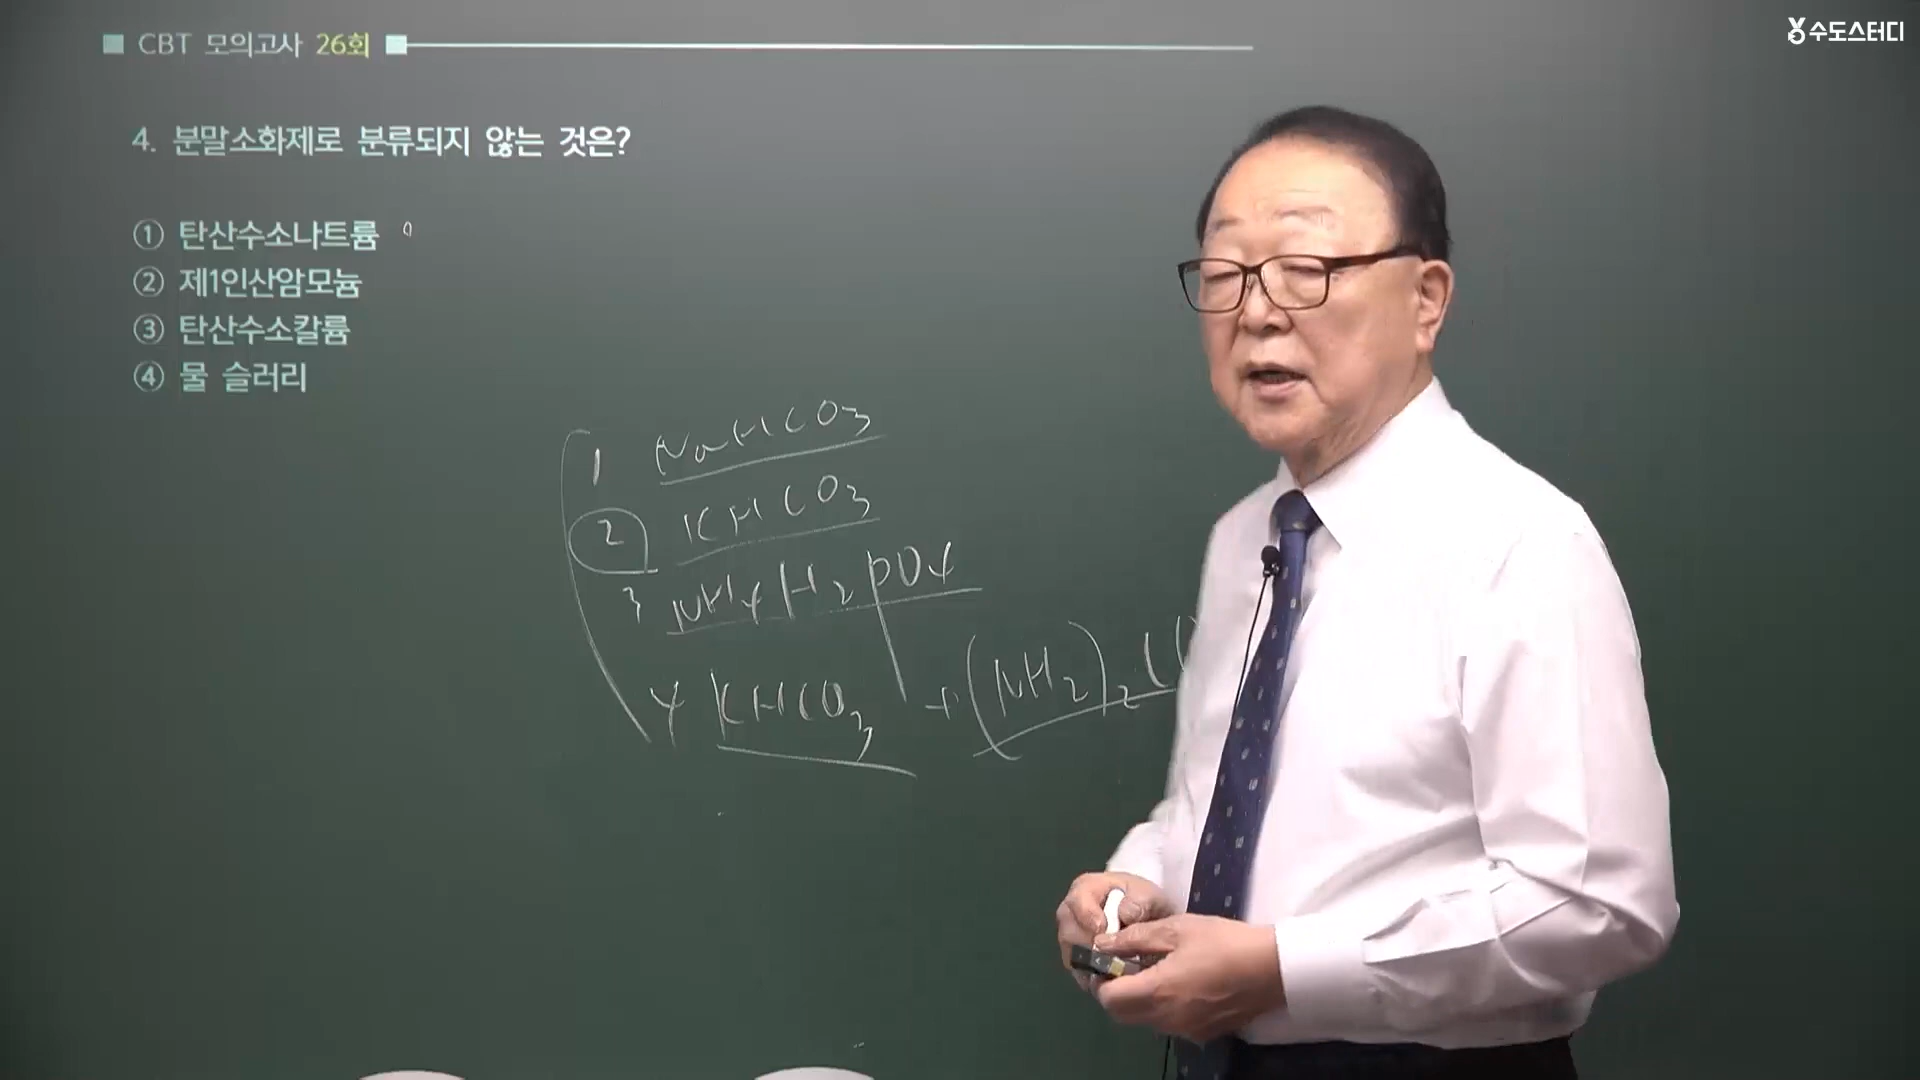 CBT 모의고사 26회
수도스터디
4. 분말소화제로 분류되지 않는 것은?
① 탄산수소나트륨
② 제1인산암모늄
③ 탄산수소칼륨
④ 물 슬러리
1 NaHCO3
2 KHCO3
3 NH4H2PO4
4 KHCO3 + (NH2)2C